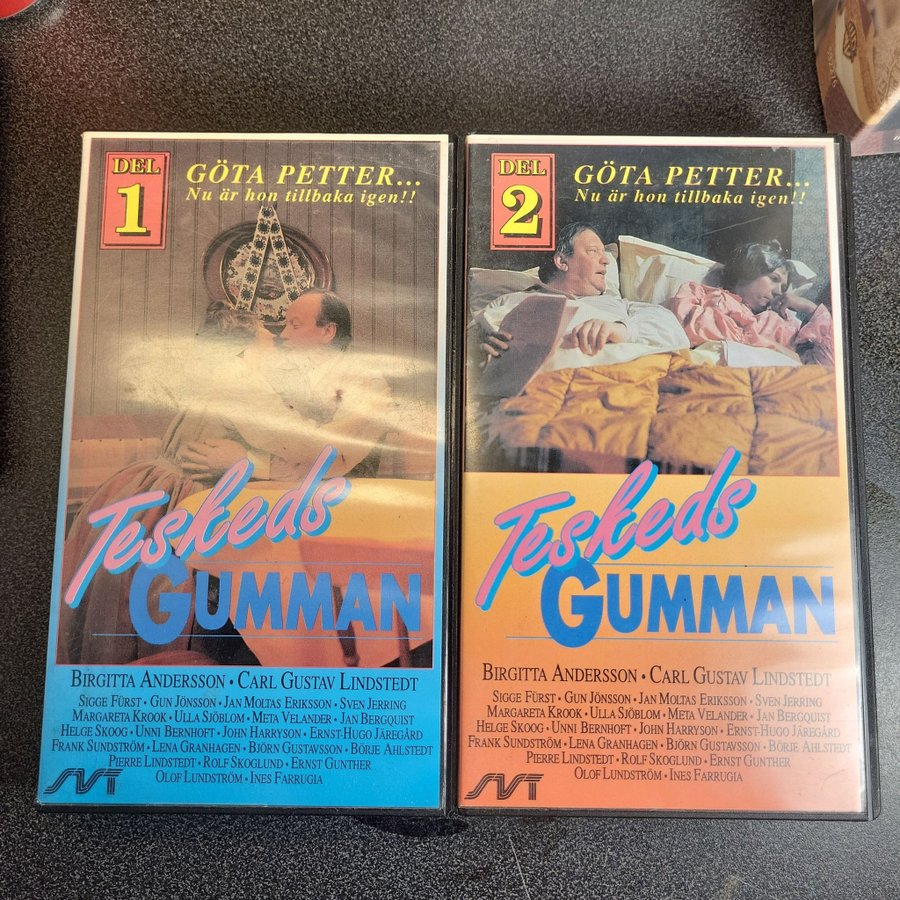 DEL
1
GÖTA PETTER...
Nu är hon tillbaka igen!!
Teskeds
GUMMAN
BIRGITTA ANDERSSON • CARL GUSTAV LINDSTEDT
SIGGE FÜRST • GUN JÖNSSON • JAN MOLTAS ERIKSSON • SVEN JERRING
MARGARETA KROOK • ULLA SJÖBLOM • META VELANDER • JAN BERGQUIST
HELGE SKOOG • UNNI BERNHOFT • JOHN HARRYSON • ERNST-HUGO JÄREGÅRD
FRANK SUNDSTRÖM • LENA GRANHAGEN • BJÖRN GUSTAVSSON • BÖRJE AHLSTEDT
PIERRE LINDSTEDT • ROLF SKOGLUND • ERNST GUNTHER
OLOF LUNDSTRÖM • INES FARRUGIA
SVT
DEL
2
GÖTA PETTER...
Nu är hon tillbaka igen!!
Teskeds
GUMMAN
BIRGITTA ANDERSSON • CARL GUSTAV LINDSTEDT
SIGGE FÜRST • GUN JÖNSSON • JAN MOLTAS ERIKSSON • SVEN JERRING
MARGARETA KROOK • ULLA SJÖBLOM • META VELANDER • JAN BERGQUIST
HELGE SKOOG • UNNI BERNHOFT • JOHN HARRYSON • ERNST-HUGO JÄREGÅRD
FRANK SUNDSTRÖM • LENA GRANHAGEN • BJÖRN GUSTAVSSON • BÖRJE AHLSTEDT
PIERRE LINDSTEDT • ROLF SKOGLUND • ERNST GUNTHER
OLOF LUNDSTRÖM • INES FARRUGIA
SVT